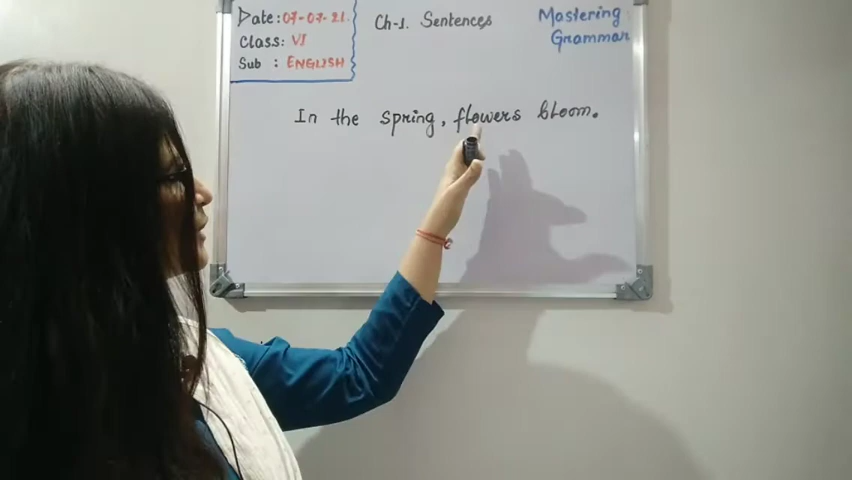 Date: 07-07-21.
Class: VI
Sub : ENGLISH
Ch-1. Sentences
Mastering
Grammar
In the spring, flowers bloom.